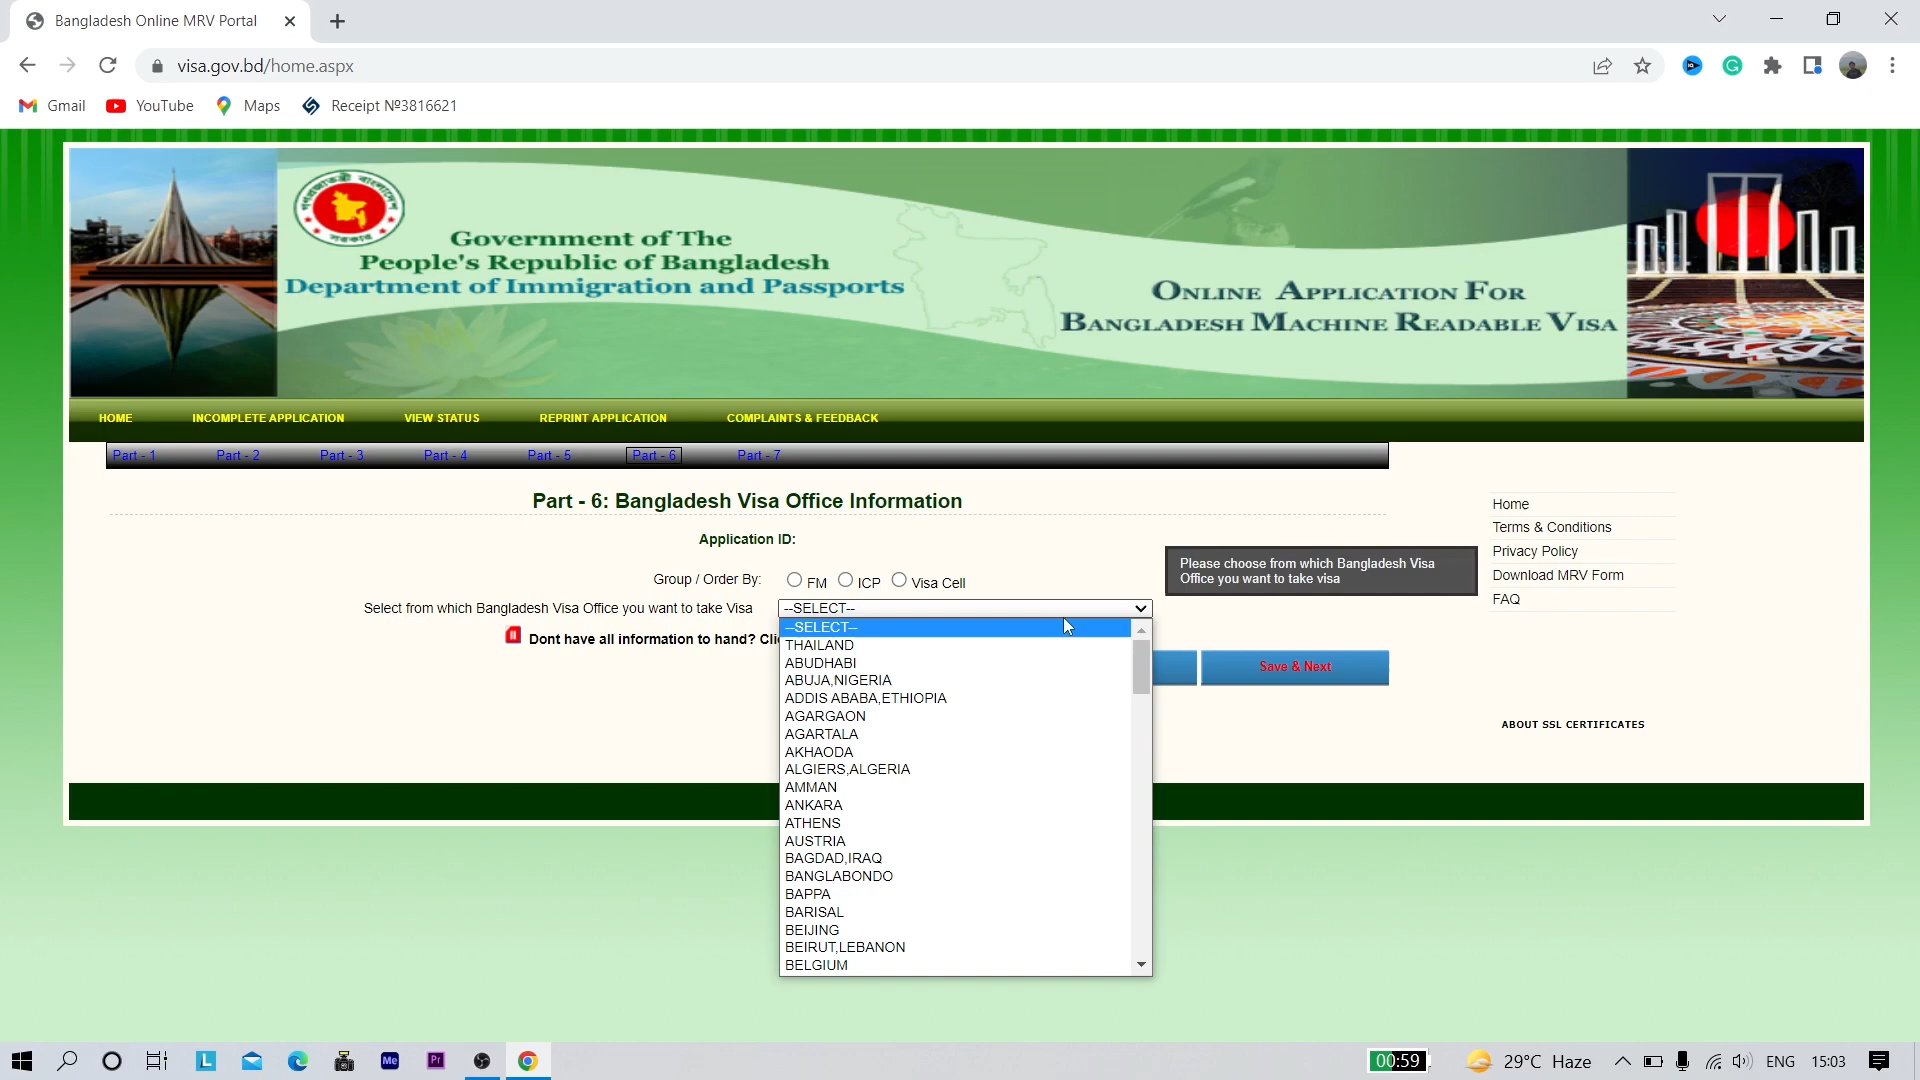 Bangladesh Online MRV Portal
visa.gov.bd/home.aspx
Gmail
YouTube
Maps
Receipt №3816621
Government of The
People's Republic of Bangladesh
Department of Immigration and Passports
ONLINE APPLICATION FOR
BANGLADESH MACHINE READABLE VISA
HOME
INCOMPLETE APPLICATION
VIEW STATUS
REPRINT APPLICATION
COMPLAINTS & FEEDBACK
Part - 1
Part - 2
Part - 3
Part - 4
Part - 5
Part - 6
Part - 7
Part - 6: Bangladesh Visa Office Information
Application ID:
Group / Order By:
FM
ICP
Visa Cell
Please choose from which Bangladesh Visa
Office you want to take visa
Select from which Bangladesh Visa Office you want to take Visa
--SELECT--
Dont have all information to hand?
--SELECT--
THAILAND
ABUDHABI
ABUJA,NIGERIA
ADDIS ABABA,ETHIOPIA
AGARGAON
AGARTALA
AKHAODA
ALGIERS,ALGERIA
AMMAN
ANKARA
ATHENS
AUSTRIA
BAGDAD,IRAQ
BANGLABONDO
BAPPA
BARISAL
BEIJING
BEIRUT,LEBANON
BELGIUM
Save & Next
Home
Terms & Conditions
Privacy Policy
Download MRV Form
FAQ
ABOUT SSL CERTIFICATES
L
Me
Pr
00:59
29°C Haze
ENG
15:03